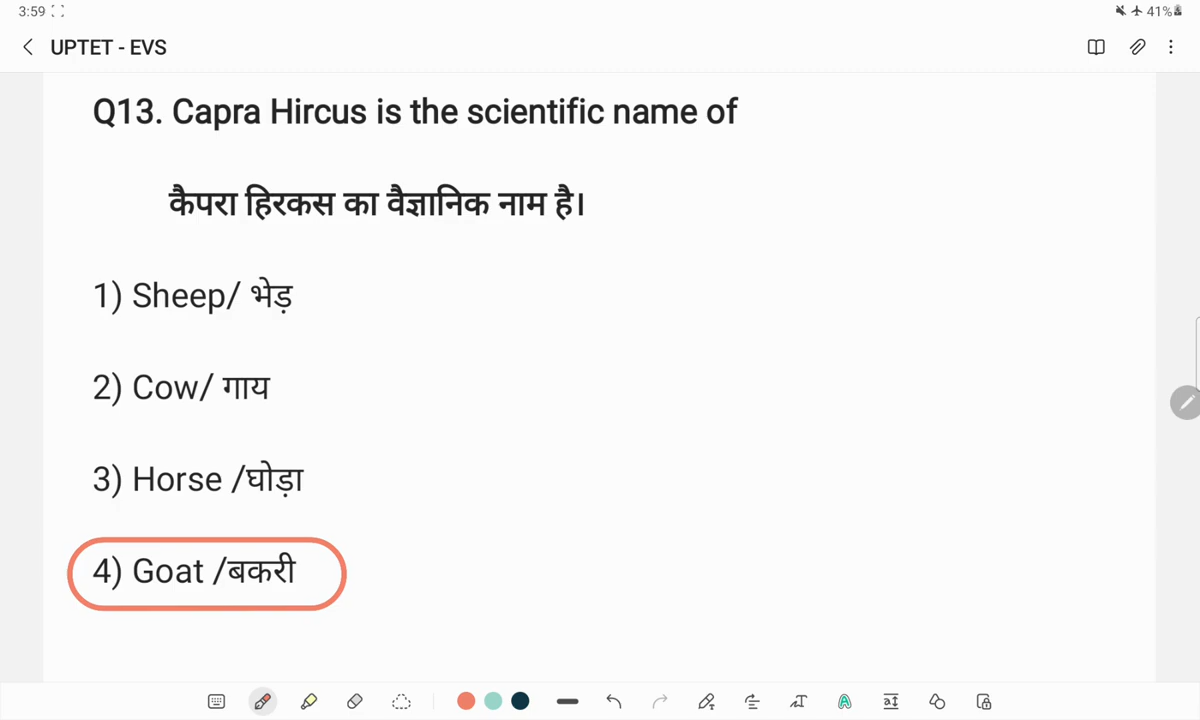 3:59
41%
UPTET - EVS
Q13. Capra Hircus is the scientific name of
कैपरा हिरकस का वैज्ञानिक नाम है।
1) Sheep/ भेड़
2) Cow/ गाय
3) Horse /घोड़ा
4) Goat /बकरी